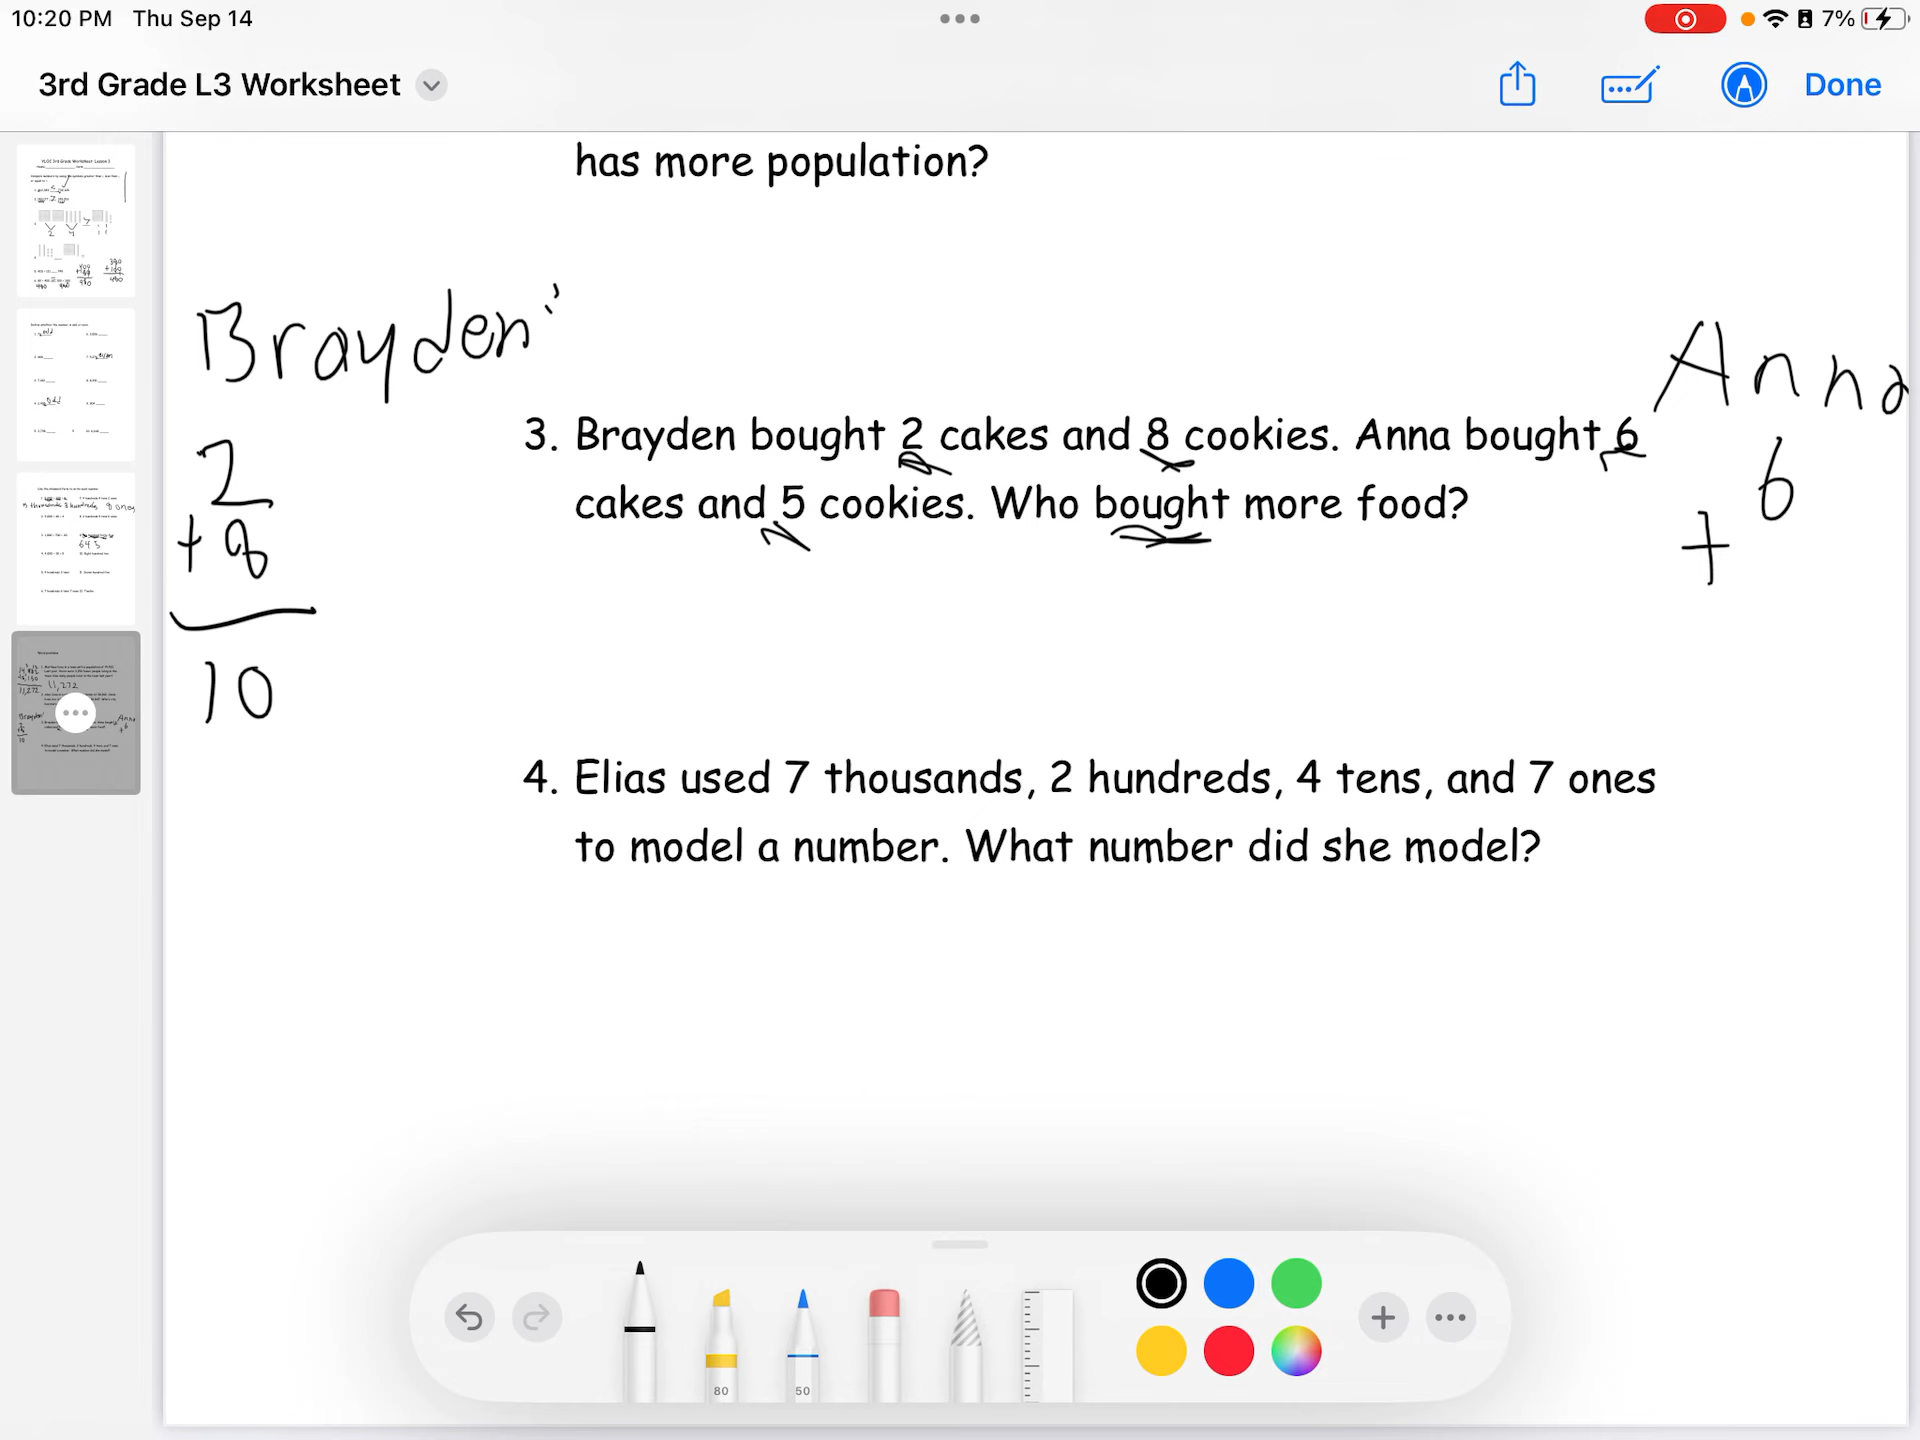 10:20 PM Thu Sep 14
7%
3rd Grade L3 Worksheet
Done
has more population?
Brayden
Anna
3. Brayden bought 2 cakes and 8 cookies. Anna bought 6
cakes and 5 cookies. Who bought more food?
2
+8
10
6
+
4. Elias used 7 thousands, 2 hundreds, 4 tens, and 7 ones
to model a number. What number did she model?
80
50